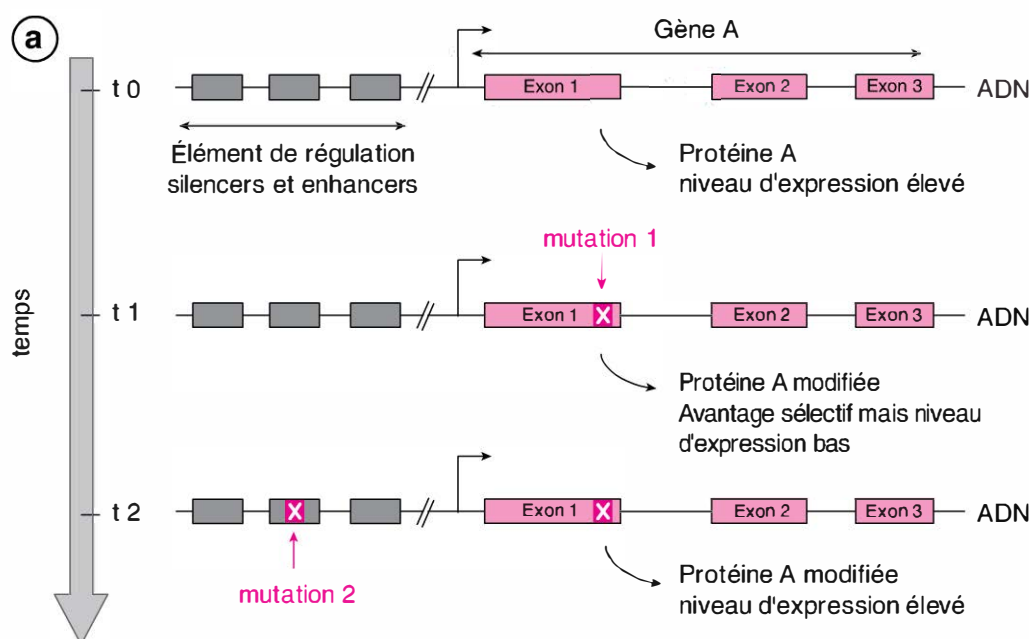 a
Gène A
t 0
Exon 1
Exon 2
Exon 3
ADN
Élément de régulation
silencers et enhancers
Protéine A
niveau d'expression élevé
mutation 1
temps
t 1
Exon 1
X
Exon 2
Exon 3
ADN
Protéine A modifiée
Avantage sélectif mais niveau
d'expression bas
t 2
X
Exon 1
X
Exon 2
Exon 3
ADN
mutation 2
Protéine A modifiée
niveau d'expression élevé